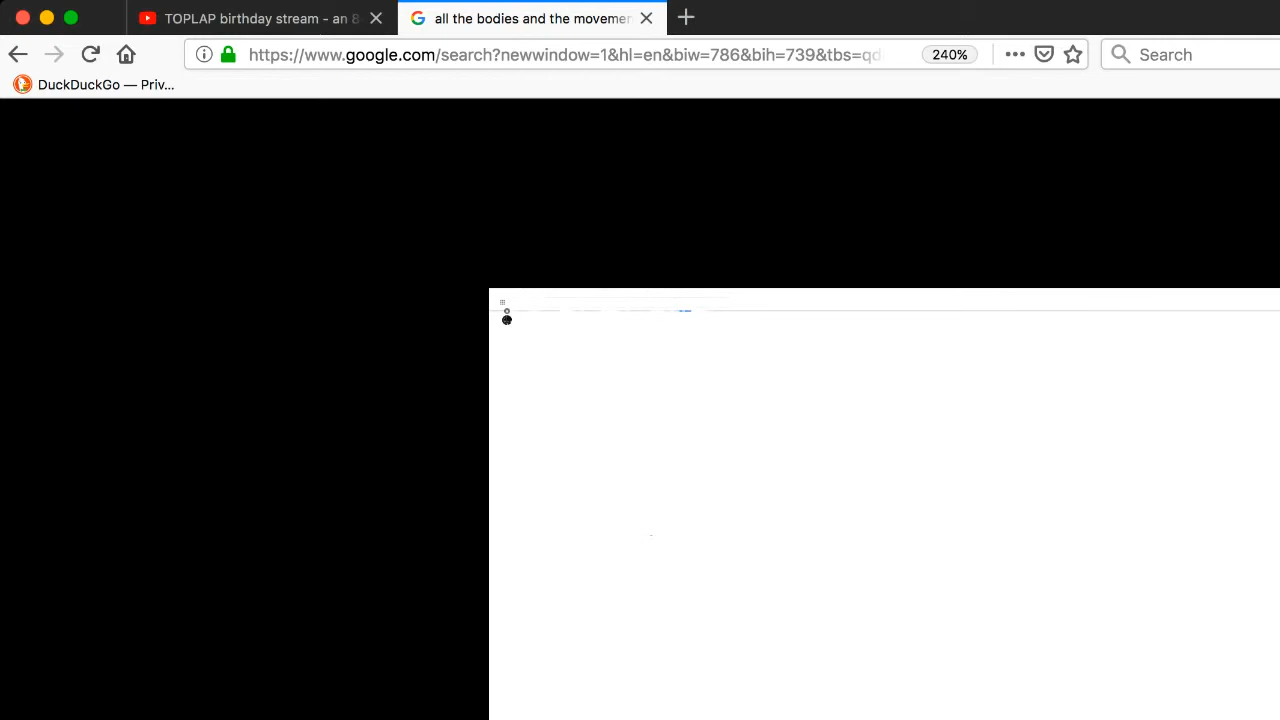 TOPLAP birthday stream - an 8
all the bodies and the movemen
https://www.google.com/search?newwindow=1&hl=en&biw=786&bih=739&tbs=qd
240%
Search
DuckDuckGo — Priv...